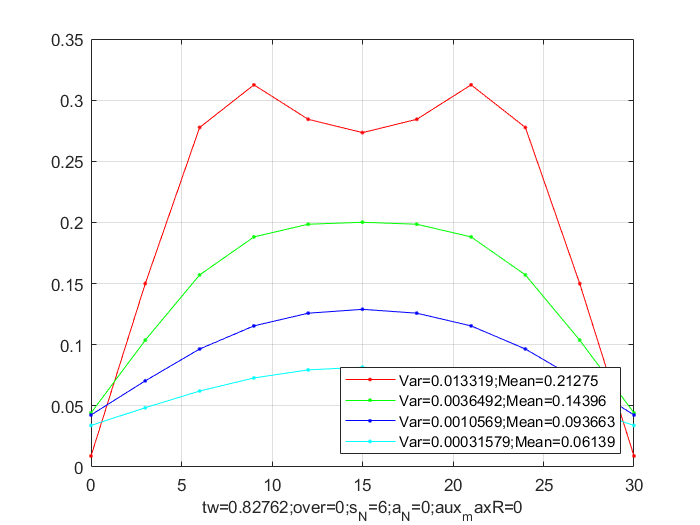 0.35
0.3
0.25
0.2
0.15
0.1
0.05
0
0 5 10 15 20 25 30
Var=0.013319;Mean=0.21275
Var=0.0036492;Mean=0.14396
Var=0.0010569;Mean=0.093663
Var=0.00031579;Mean=0.06139
tw=0.82762;over=0;s_N=6;a_N=0;aux_maxR=0